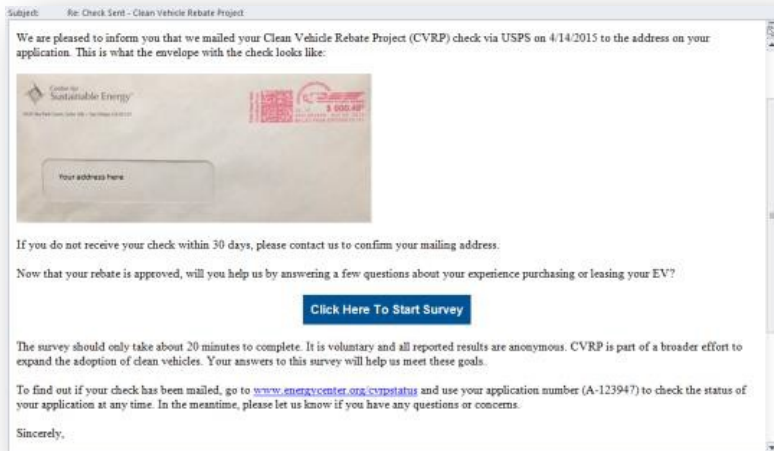 Subject: Re: Check Sent - Clean Vehicle Rebate Project
We are pleased to inform you that we mailed your Clean Vehicle Rebate Project (CVRP) check via USPS on 4/14/2015 to the address on your
application. This is what the envelope with the check looks like:
Center for
Sustainable Energy
$ 000.48
Your address here
If you do not receive your check within 30 days, please contact us to confirm your mailing address.
Now that your rebate is approved, will you help us by answering a few questions about your experience purchasing or leasing your EV?
Click Here To Start Survey
The survey should only take about 20 minutes to complete. It is voluntary and all reported results are anonymous. CVRP is part of a broader effort to
expand the adoption of clean vehicles. Your answers to this survey will help us meet these goals.
To find out if your check has been mailed, go to www.energycenter.org/cvrpstatus and use your application number (A-123947) to check the status of
your application at any time. In the meantime, please let us know if you have any questions or concerns.
Sincerely,